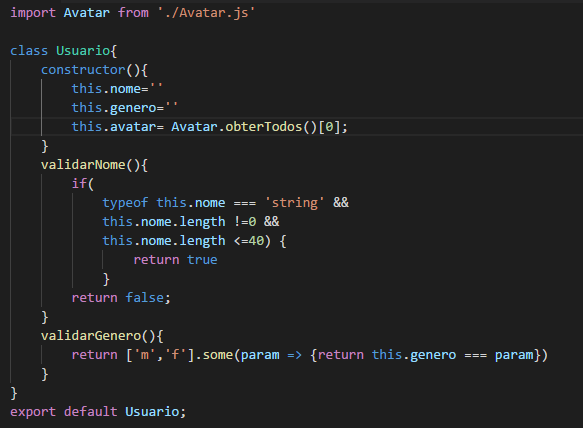 import Avatar from './Avatar.js'

class Usuario{
    constructor(){
        this.nome=''
        this.genero=''
        this.avatar= Avatar.obterTodos()[0];
    }
    validarNome(){
        if(
            typeof this.nome === 'string' &&
            this.nome.length !=0 &&
            this.nome.length <=40) {
                return true
            }
        return false;
    }
    validarGenero(){
        return ['m','f'].some(param => {return this.genero === param})
    }
}
export default Usuario;